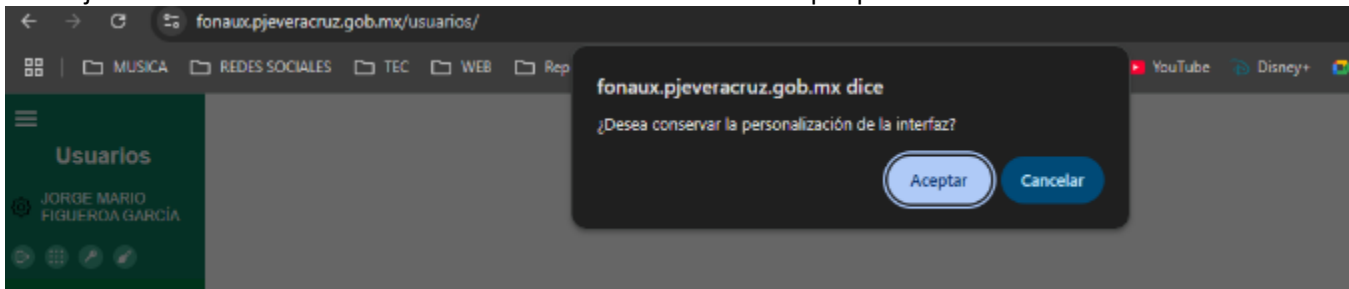 fonaux.pjeveracruz.gob.mx/usuarios/
MUSICA REDES SOCIALES TEC WEB Rep YouTube Disney+
fonaux.pjeveracruz.gob.mx dice
¿Desea conservar la personalización de la interfaz?
Aceptar Cancelar
Usuarios
JORGE MARIO
FIGUEROA GARCÍA